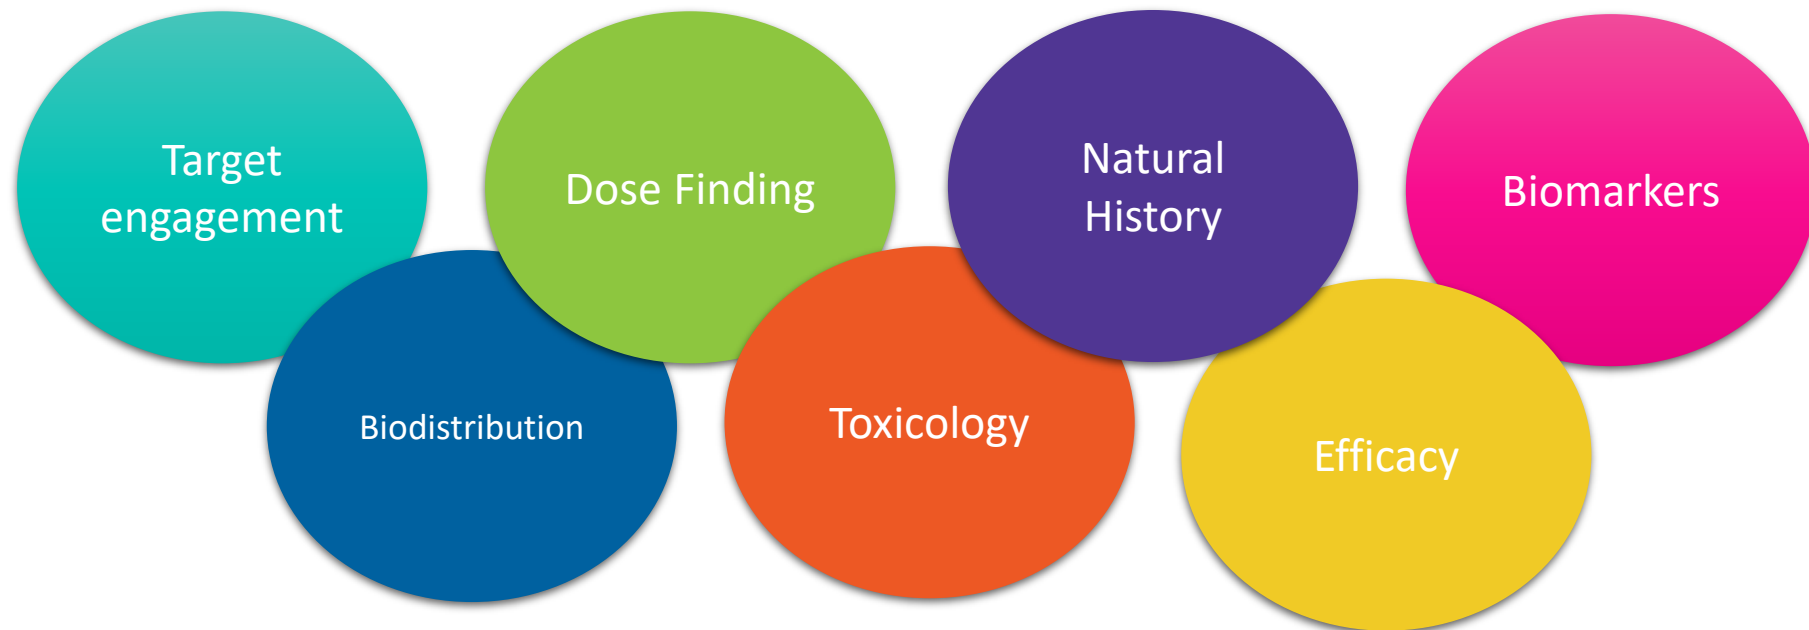 Target
engagement
Dose Finding
Natural
History
Biomarkers
Biodistribution
Toxicology
Efficacy